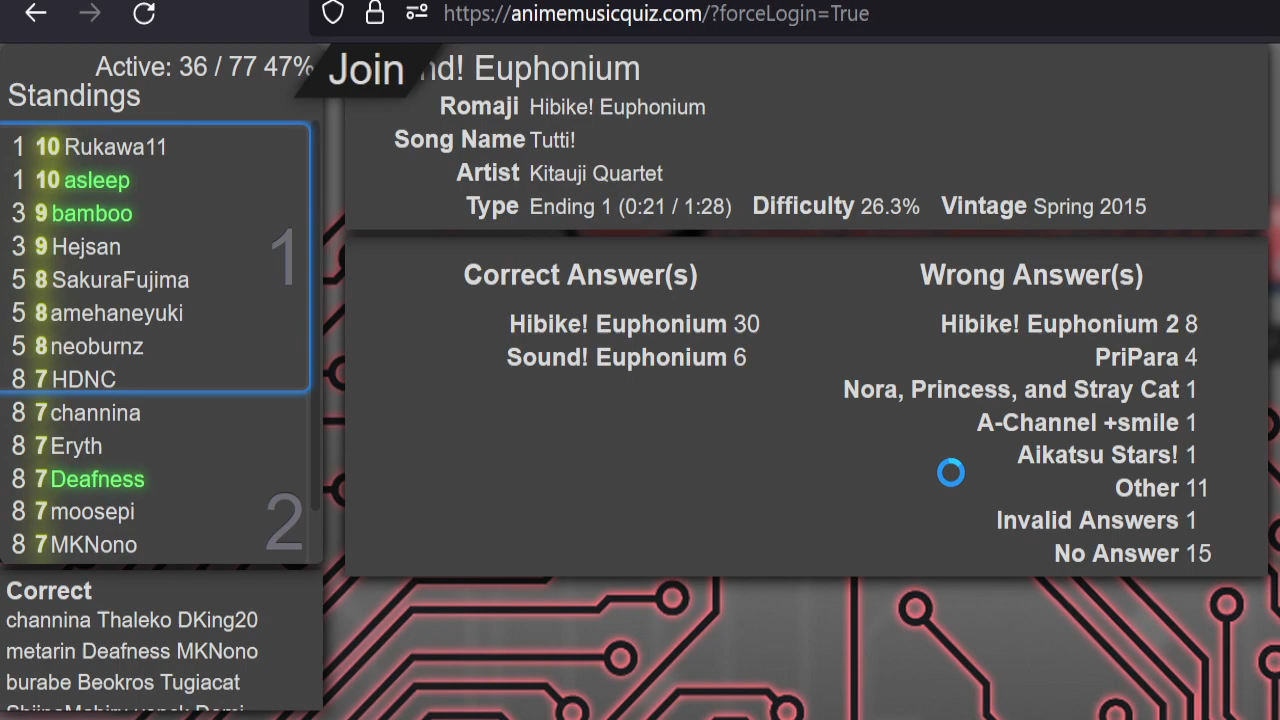 https://animemusicquiz.com/?forceLogin=True
Active: 36 / 77 47%
Join
nd! Euphonium
Standings
Romaji Hibike! Euphonium
Song Name Tutti!
Artist Kitauji Quartet
Type Ending 1 (0:21 / 1:28) Difficulty 26.3% Vintage Spring 2015
1 10 Rukawa11
1 10 asleep
3 9 bamboo
3 9 Hejsan
5 8 SakuraFujima
5 8 amehaneyuki
5 8 neoburnz
8 7 HDNC
1
8 7 channina
8 7 Eryth
8 7 Deafness
8 7 moosepi
8 7 MKNono
2
Correct Answer(s)
Hibike! Euphonium 30
Sound! Euphonium 6
Wrong Answer(s)
Hibike! Euphonium 2 8
PriPara 4
Nora, Princess, and Stray Cat 1
A-Channel +smile 1
Aikatsu Stars! 1
Other 11
Invalid Answers 1
No Answer 15
Correct
channina Thaleko DKing20
metarin Deafness MKNono
burabe Beokros Tugiacat